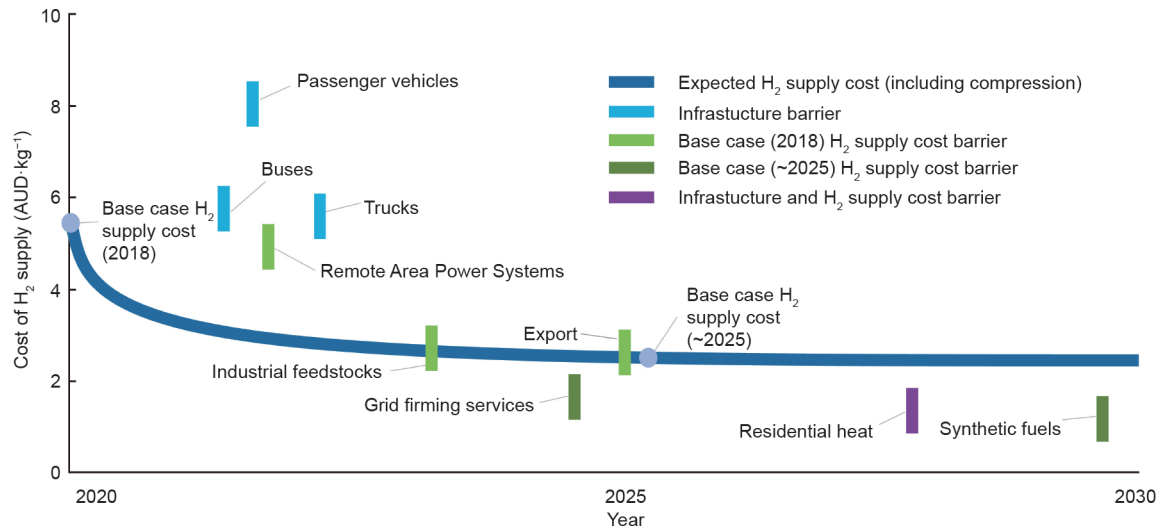 10
8
6
4
2
0
Cost of H₂ supply (AUD·kg⁻¹)
Passenger vehicles
Buses
Trucks
Base case H₂
supply cost
(2018)
Remote Area Power Systems
Industrial feedstocks
Export
Base case H₂
supply cost
(~2025)
Grid firming services
Residential heat
Synthetic fuels
Expected H₂ supply cost (including compression)
Infrastucture barrier
Base case (2018) H₂ supply cost barrier
Base case (~2025) H₂ supply cost barrier
Infrastucture and H₂ supply cost barrier
2020
2025
2030
Year